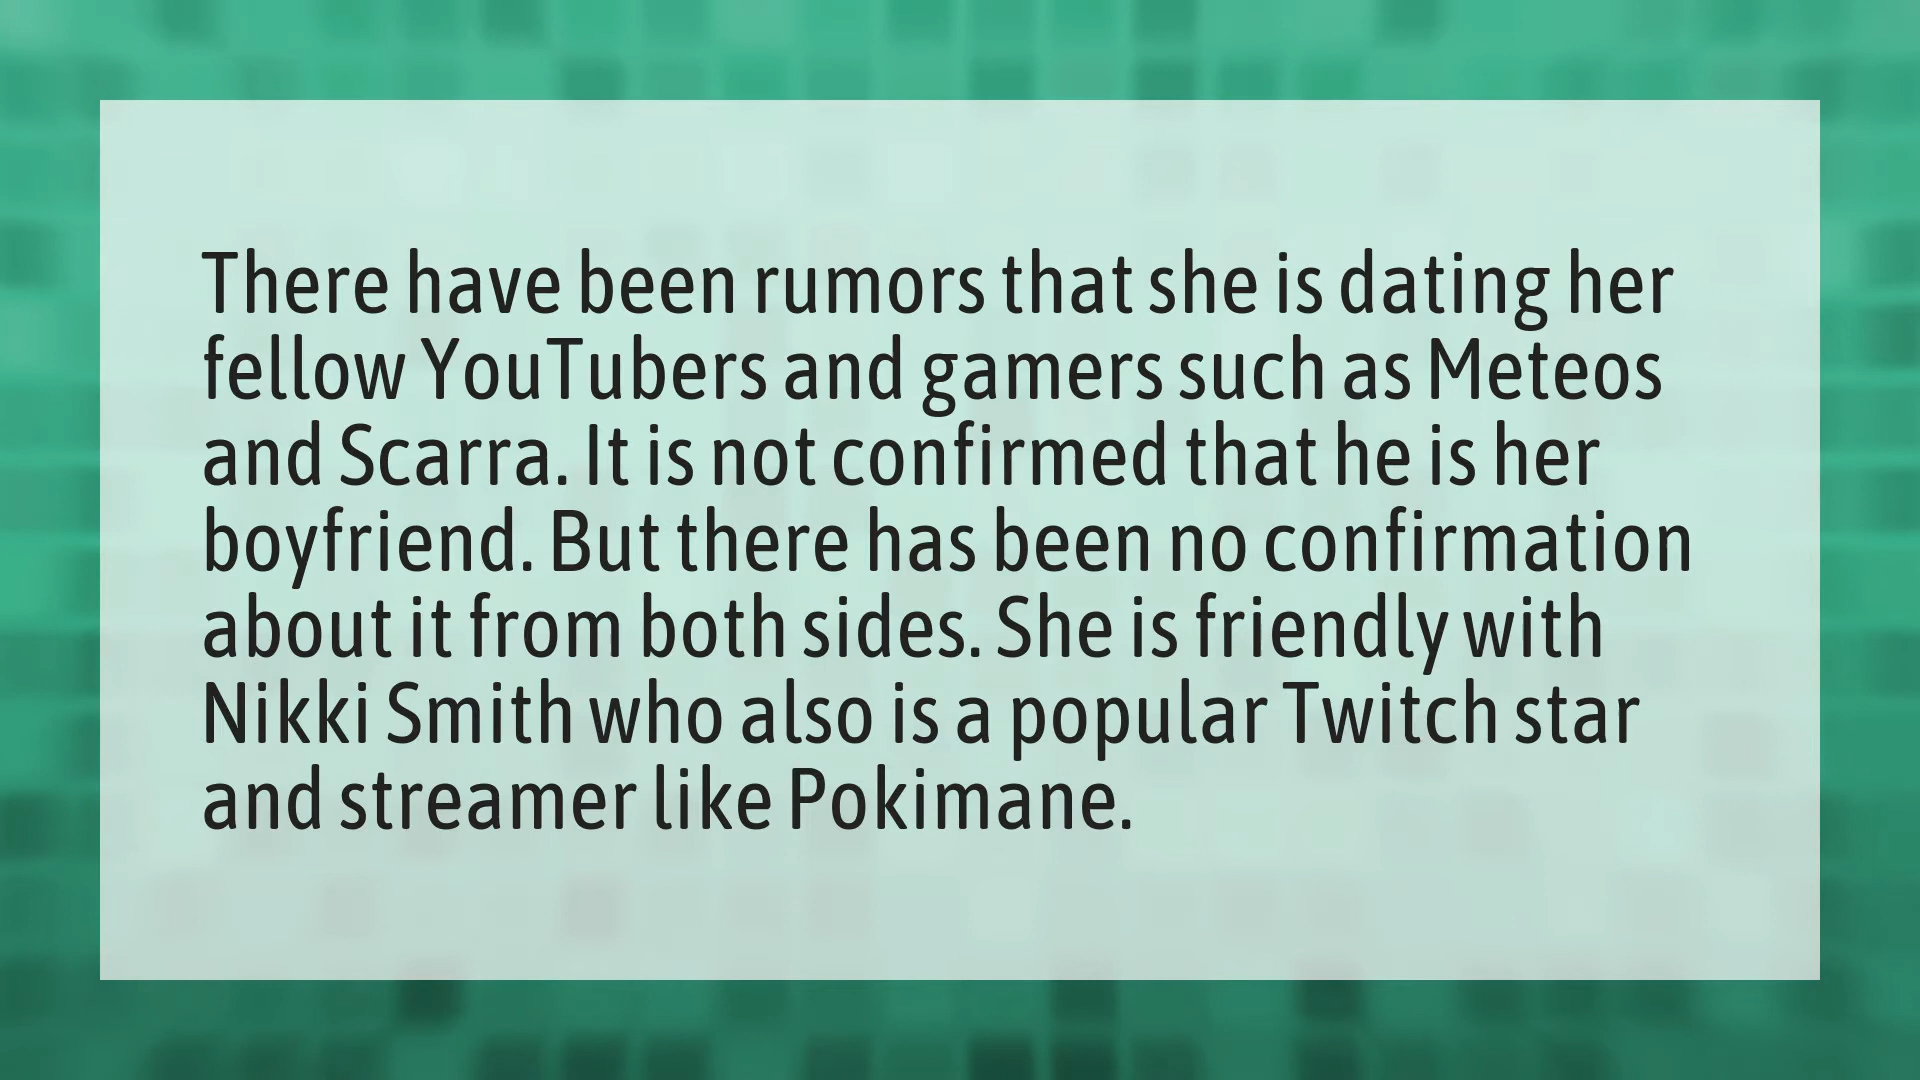 There have been rumors that she is dating her
fellow YouTubers and gamers such as Meteos
and Scarra. It is not confirmed that he is her
boyfriend. But there has been no confirmation
about it from both sides. She is friendly with
Nikki Smith who also is a popular Twitch star
and streamer like Pokimane.